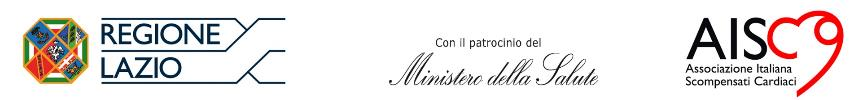 REGIONE
LAZIO
Con il patrocinio del
Ministero della Salute
AISC
Associazione Italiana
Scompensati Cardiaci